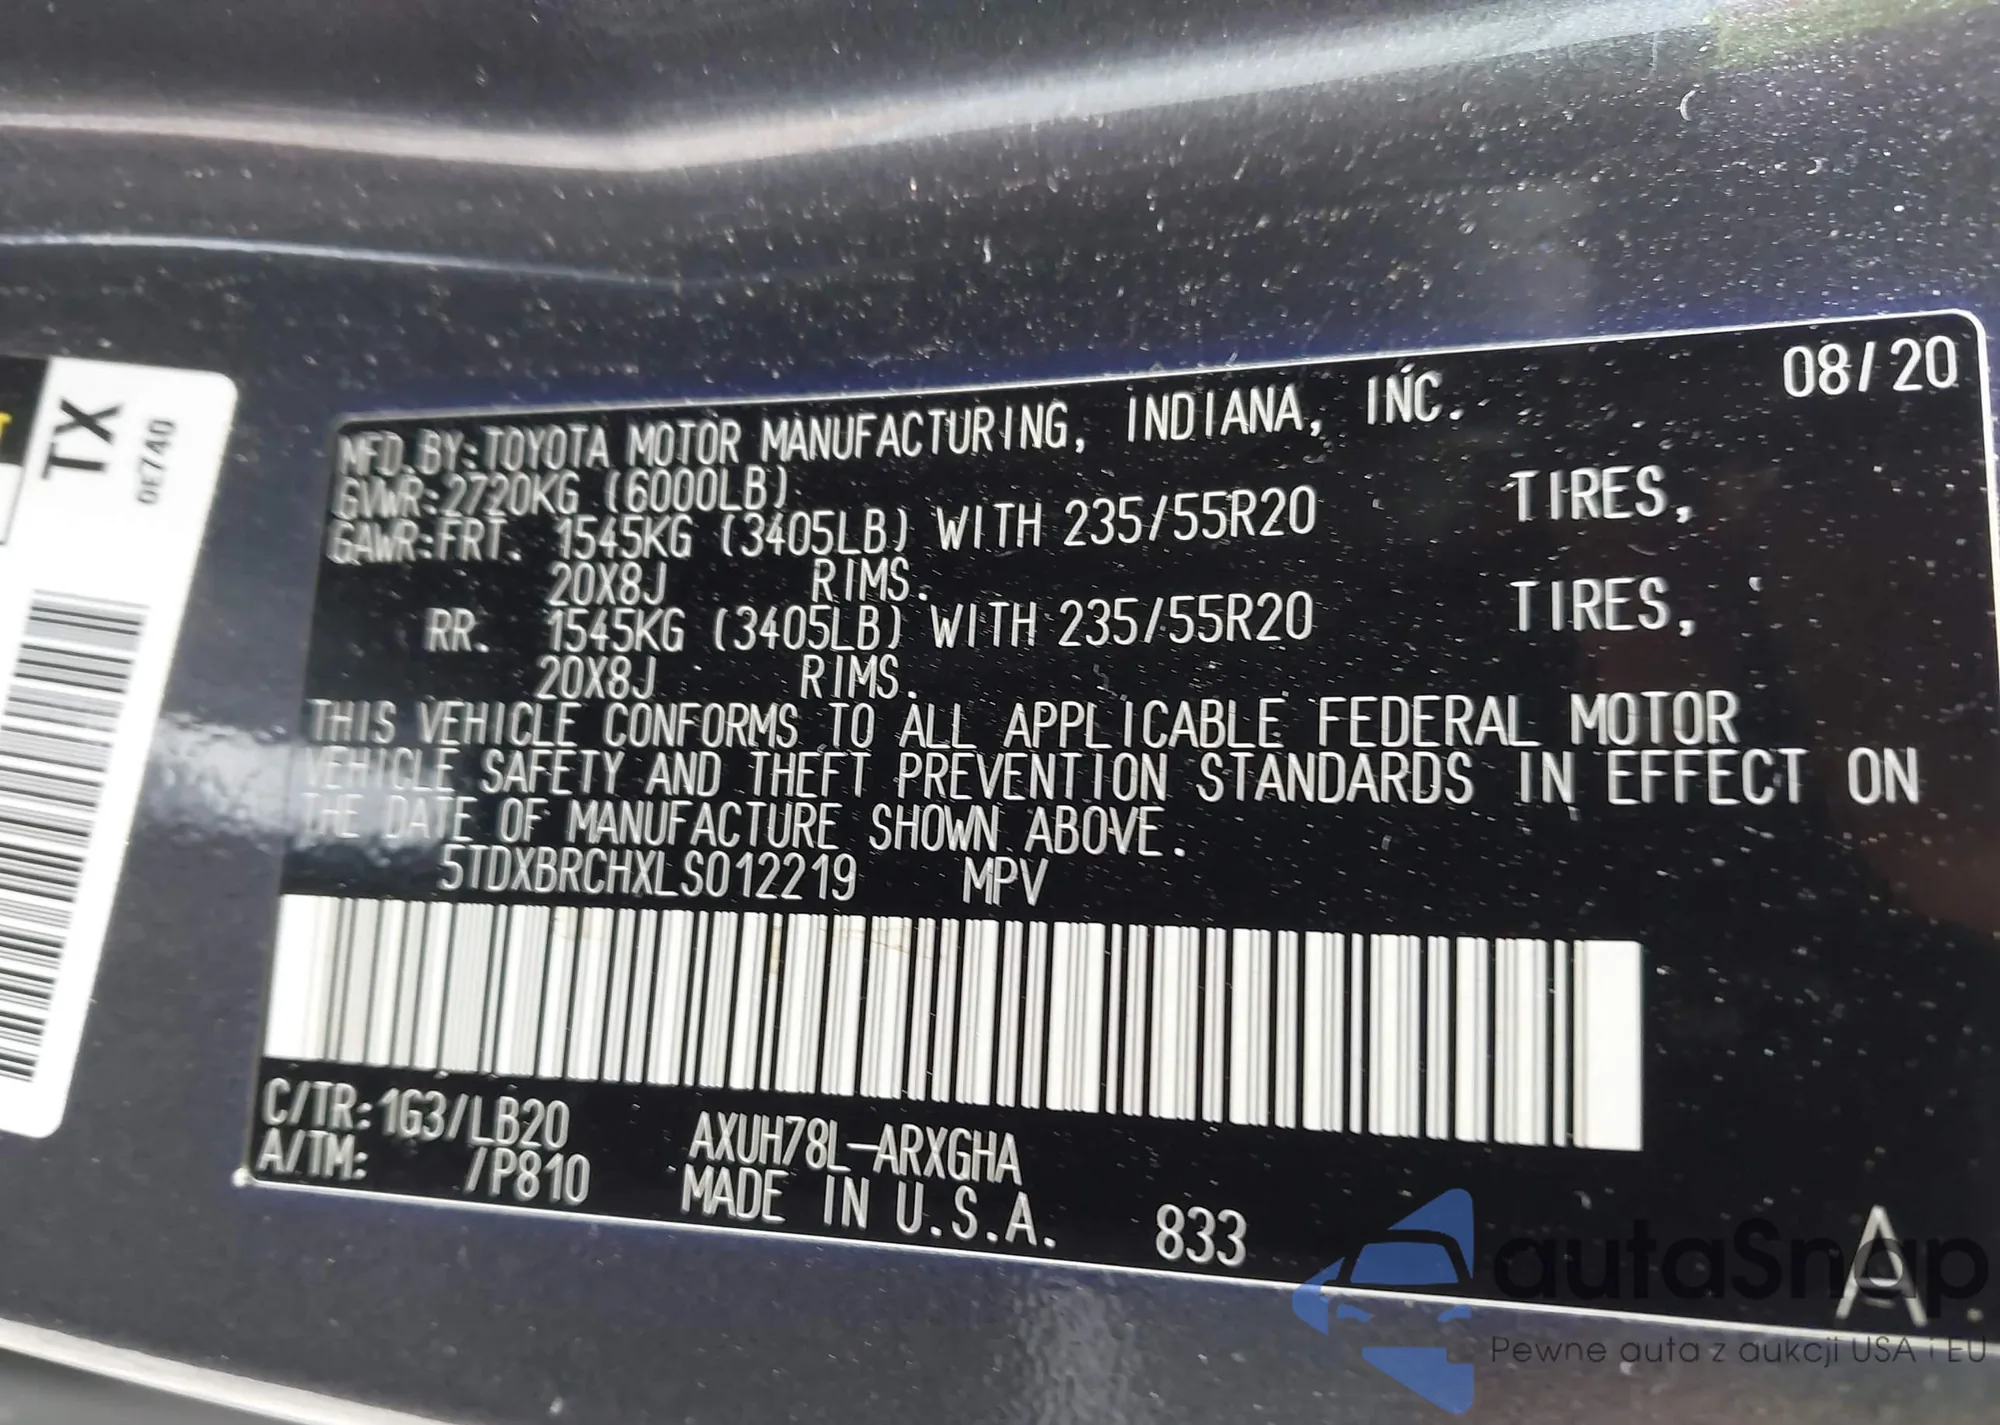 TX
0E740
08/20
MFD. BY: TOYOTA MOTOR MANUFACTURING, INDIANA, INC.
GVWR: 2720KG (6000LB)
GAWR: FRT. 1545KG (3405LB) WITH 235/55R20 TIRES,
20X8J RIMS.
RR. 1545KG (3405LB) WITH 235/55R20 TIRES,
20X8J RIMS.
THIS VEHICLE CONFORMS TO ALL APPLICABLE FEDERAL MOTOR
VEHICLE SAFETY AND THEFT PREVENTION STANDARDS IN EFFECT ON
THE DATE OF MANUFACTURE SHOWN ABOVE.
5TDXBRCHXLS012219 MPV
C/TR: 1G3/LB20 AXUH78L-ARXGHA
A/TM: /P810 MADE IN U.S.A. 833
A
autaSnap
Pewne auta z aukcji USA i EU